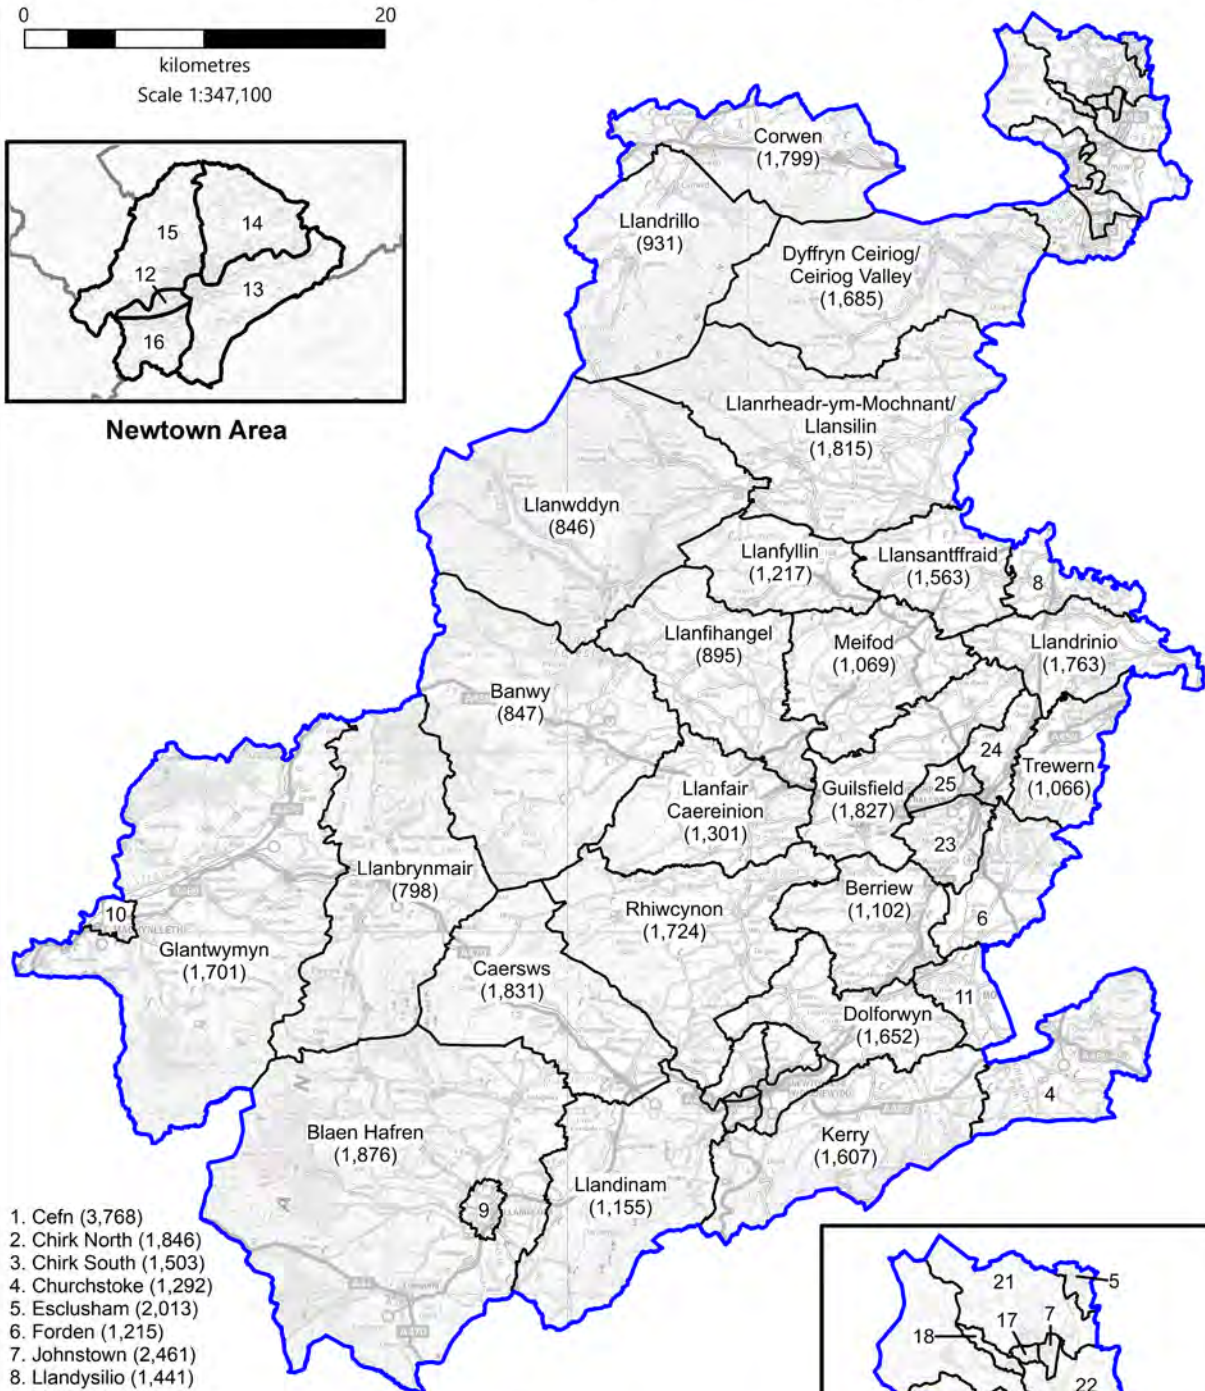 0 20
kilometres
Scale 1:347,100
15
14
12
13
16
Newtown Area
Corwen
(1,799)
Llandrillo
(931)
Dyffryn Ceiriog/
Ceiriog Valley
(1,685)
Llanrheadr-ym-Mochnant/
Llansilin
(1,815)
Llanwddyn
(846)
Llanfyllin
(1,217)
Llansantffraid
(1,563)
8
Llanfihangel
(895)
Meifod
(1,069)
Llandrinio
(1,763)
Banwy
(847)
24
Trewern
(1,066)
25
Llanfair
Caereinion
(1,301)
Guilsfield
(1,827)
23
Llanbrynmair
(798)
Rhiwcynon
(1,724)
Berriew
(1,102)
6
10
Glantwymyn
(1,701)
Caersws
(1,831)
11
Dolforwyn
(1,652)
4
Blaen Hafren
(1,876)
Kerry
(1,607)
Llandinam
(1,155)
9
1. Cefn (3,768)
2. Chirk North (1,846)
3. Chirk South (1,503)
4. Churchstoke (1,292)
5. Esclusham (2,013)
6. Forden (1,215)
7. Johnstown (2,461)
8. Llandysilio (1,441)
21
5
17
7
18
22
A470